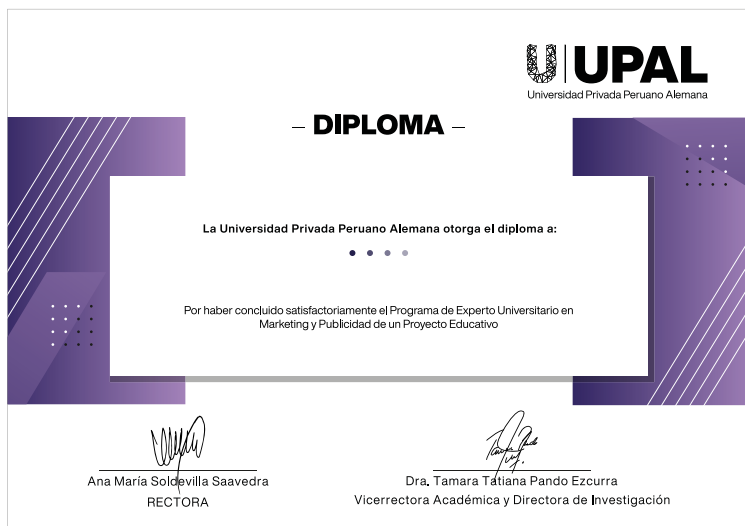 UPAL
Universidad Privada Peruano Alemana
– DIPLOMA –
La Universidad Privada Peruano Alemana otorga el diploma a:
Por haber concluido satisfactoriamente el Programa de Experto Universitario en
Marketing y Publicidad de un Proyecto Educativo
Ana María Soldevilla Saavedra
RECTORA
Dra. Tamara Tatiana Pando Ezcurra
Vicerrectora Académica y Directora de Investigación